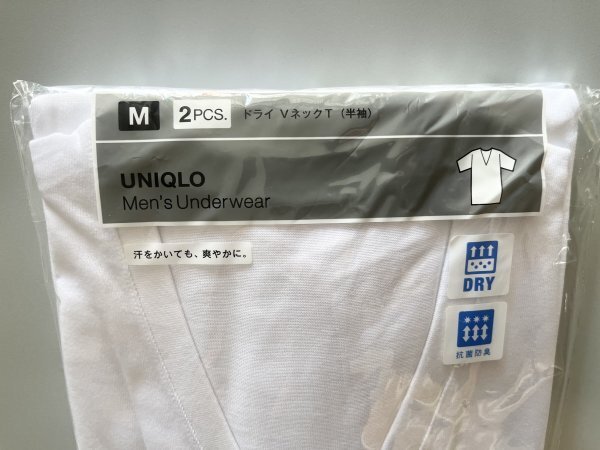 M 2PCS. ドライ VネックT（半袖）
UNIQLO
Men's Underwear
汗をかいても、爽やかに。
DRY
抗菌防臭